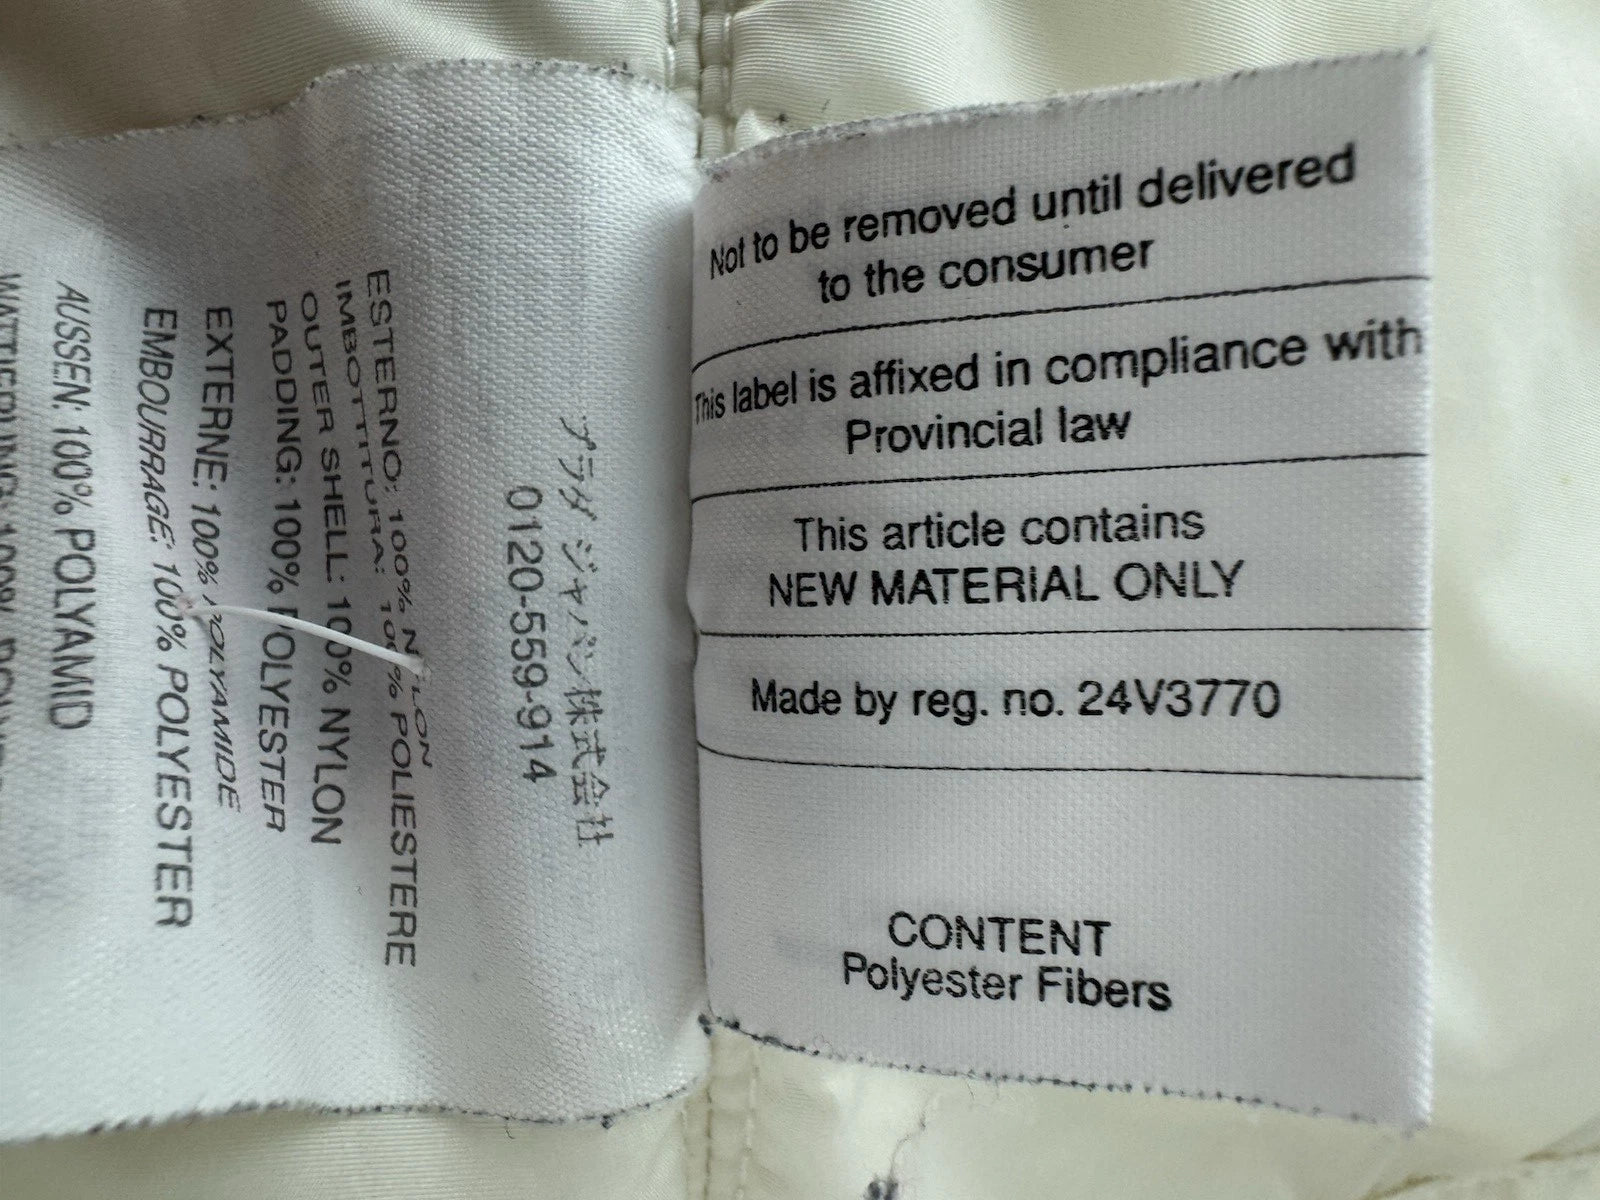 Not to be removed until delivered
to the consumer
This label is affixed in compliance with
Provincial law
This article contains
NEW MATERIAL ONLY
Made by reg. no. 24V3770
CONTENT
Polyester Fibers
プラダ ジャパン株式会社
0120-559-914
ESTERNO: 100% NYLON
IMBOTTITURA: 100% POLIESTERE
OUTER SHELL: 100% NYLON
PADDING: 100% POLYESTER
EXTERNE: 100% POLYAMIDE
EMBOURRAGE: 100% POLYESTER
AUSSEN: 100% POLYAMID